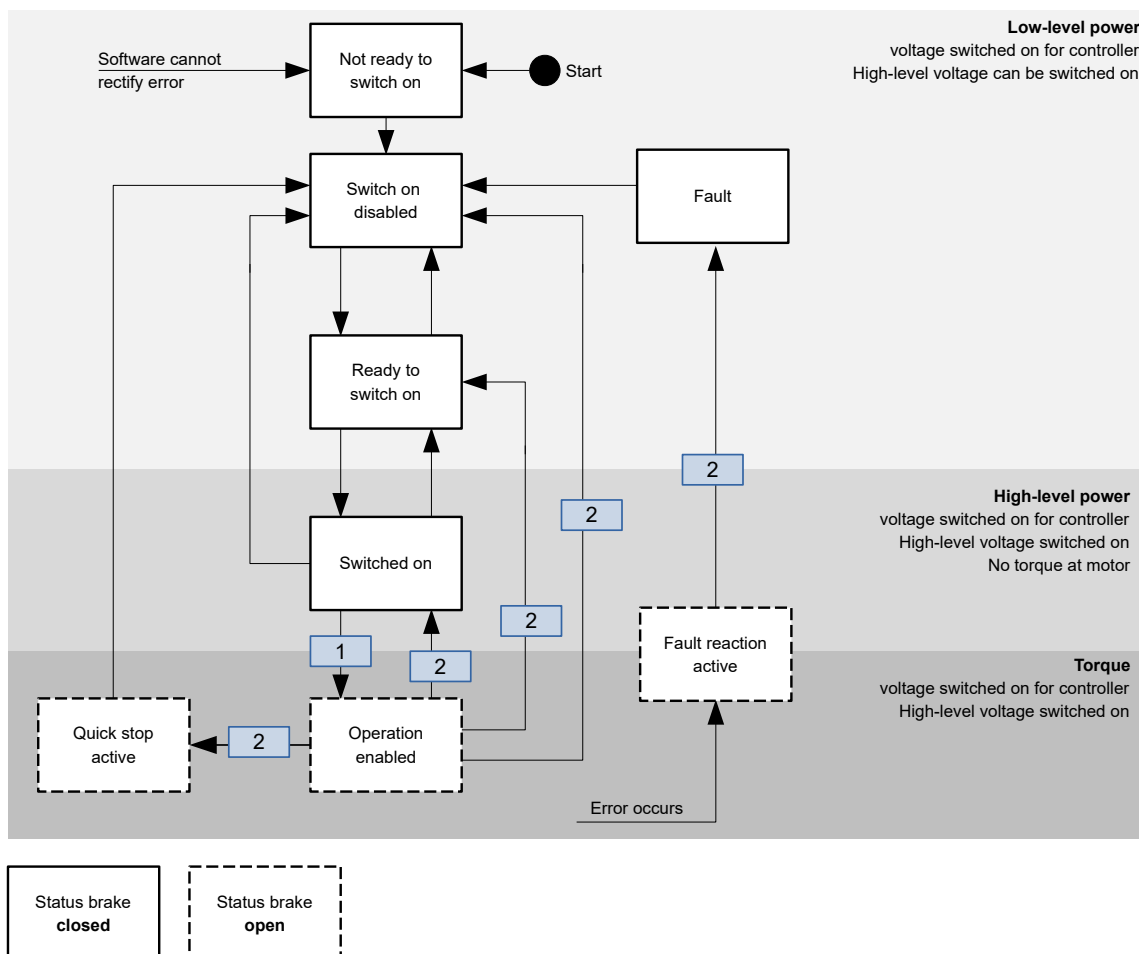 Low-level power
voltage switched on for controller
High-level voltage can be switched on
Software cannot
rectify error
Not ready to
switch on
Start
Switch on
disabled
Fault
Ready to
switch on
2
High-level power
voltage switched on for controller
High-level voltage switched on
No torque at motor
2
Switched on
2
1
2
Fault reaction
active
Torque
voltage switched on for controller
High-level voltage switched on
Quick stop
active
2
Operation
enabled
Error occurs
Status brake
closed
Status brake
open